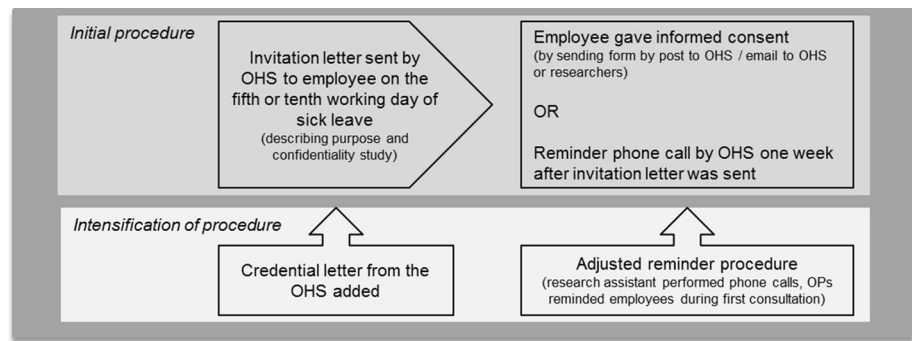 Initial procedure
Invitation letter sent by
OHS to employee on the
fifth or tenth working day of
sick leave
(describing purpose and
confidentiality study)
Employee gave informed consent
(by sending form by post to OHS / email to OHS
or researchers)
OR
Reminder phone call by OHS one week
after invitation letter was sent
Intensification of procedure
Credential letter from the
OHS added
Adjusted reminder procedure
(research assistant performed phone calls, OPs
reminded employees during first consultation)